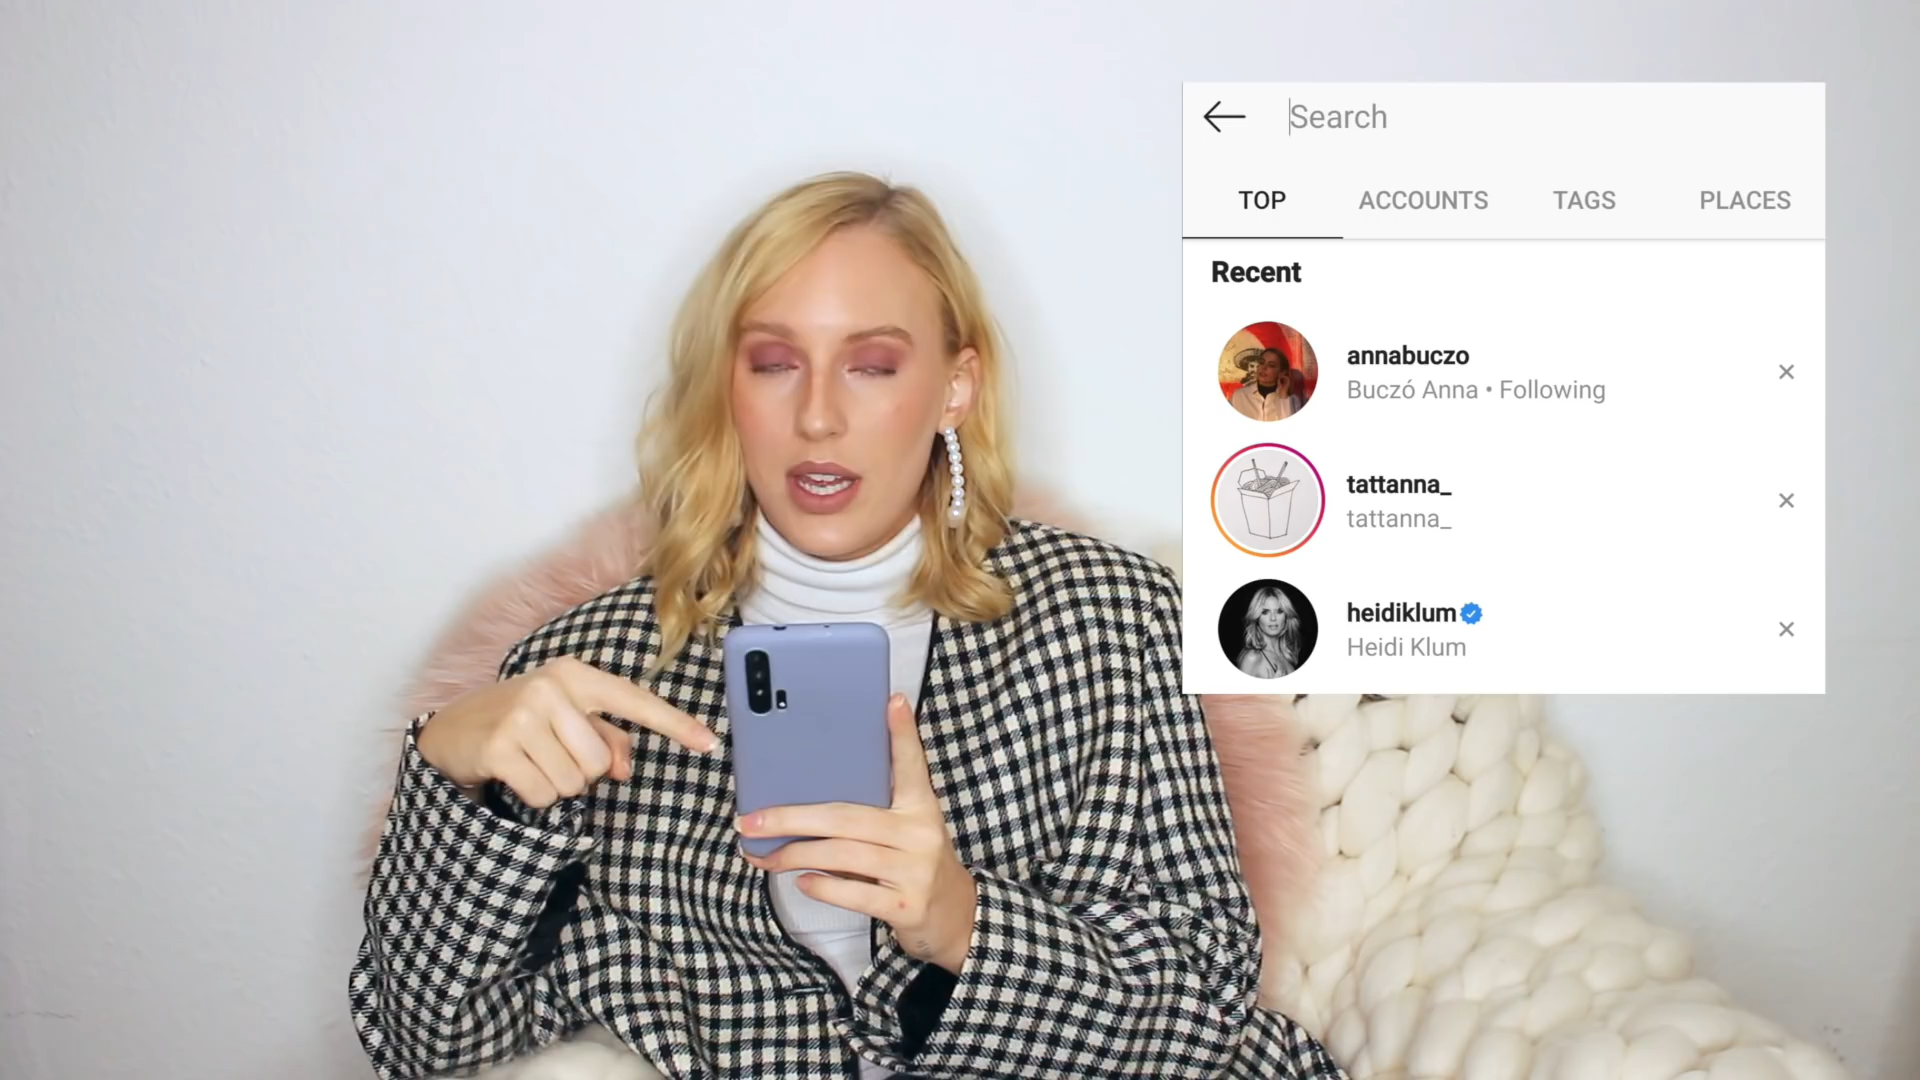 Search
TOP ACCOUNTS TAGS PLACES
Recent
annabuczo
Buczó Anna • Following
tattanna_
tattanna_
heidiklum
Heidi Klum